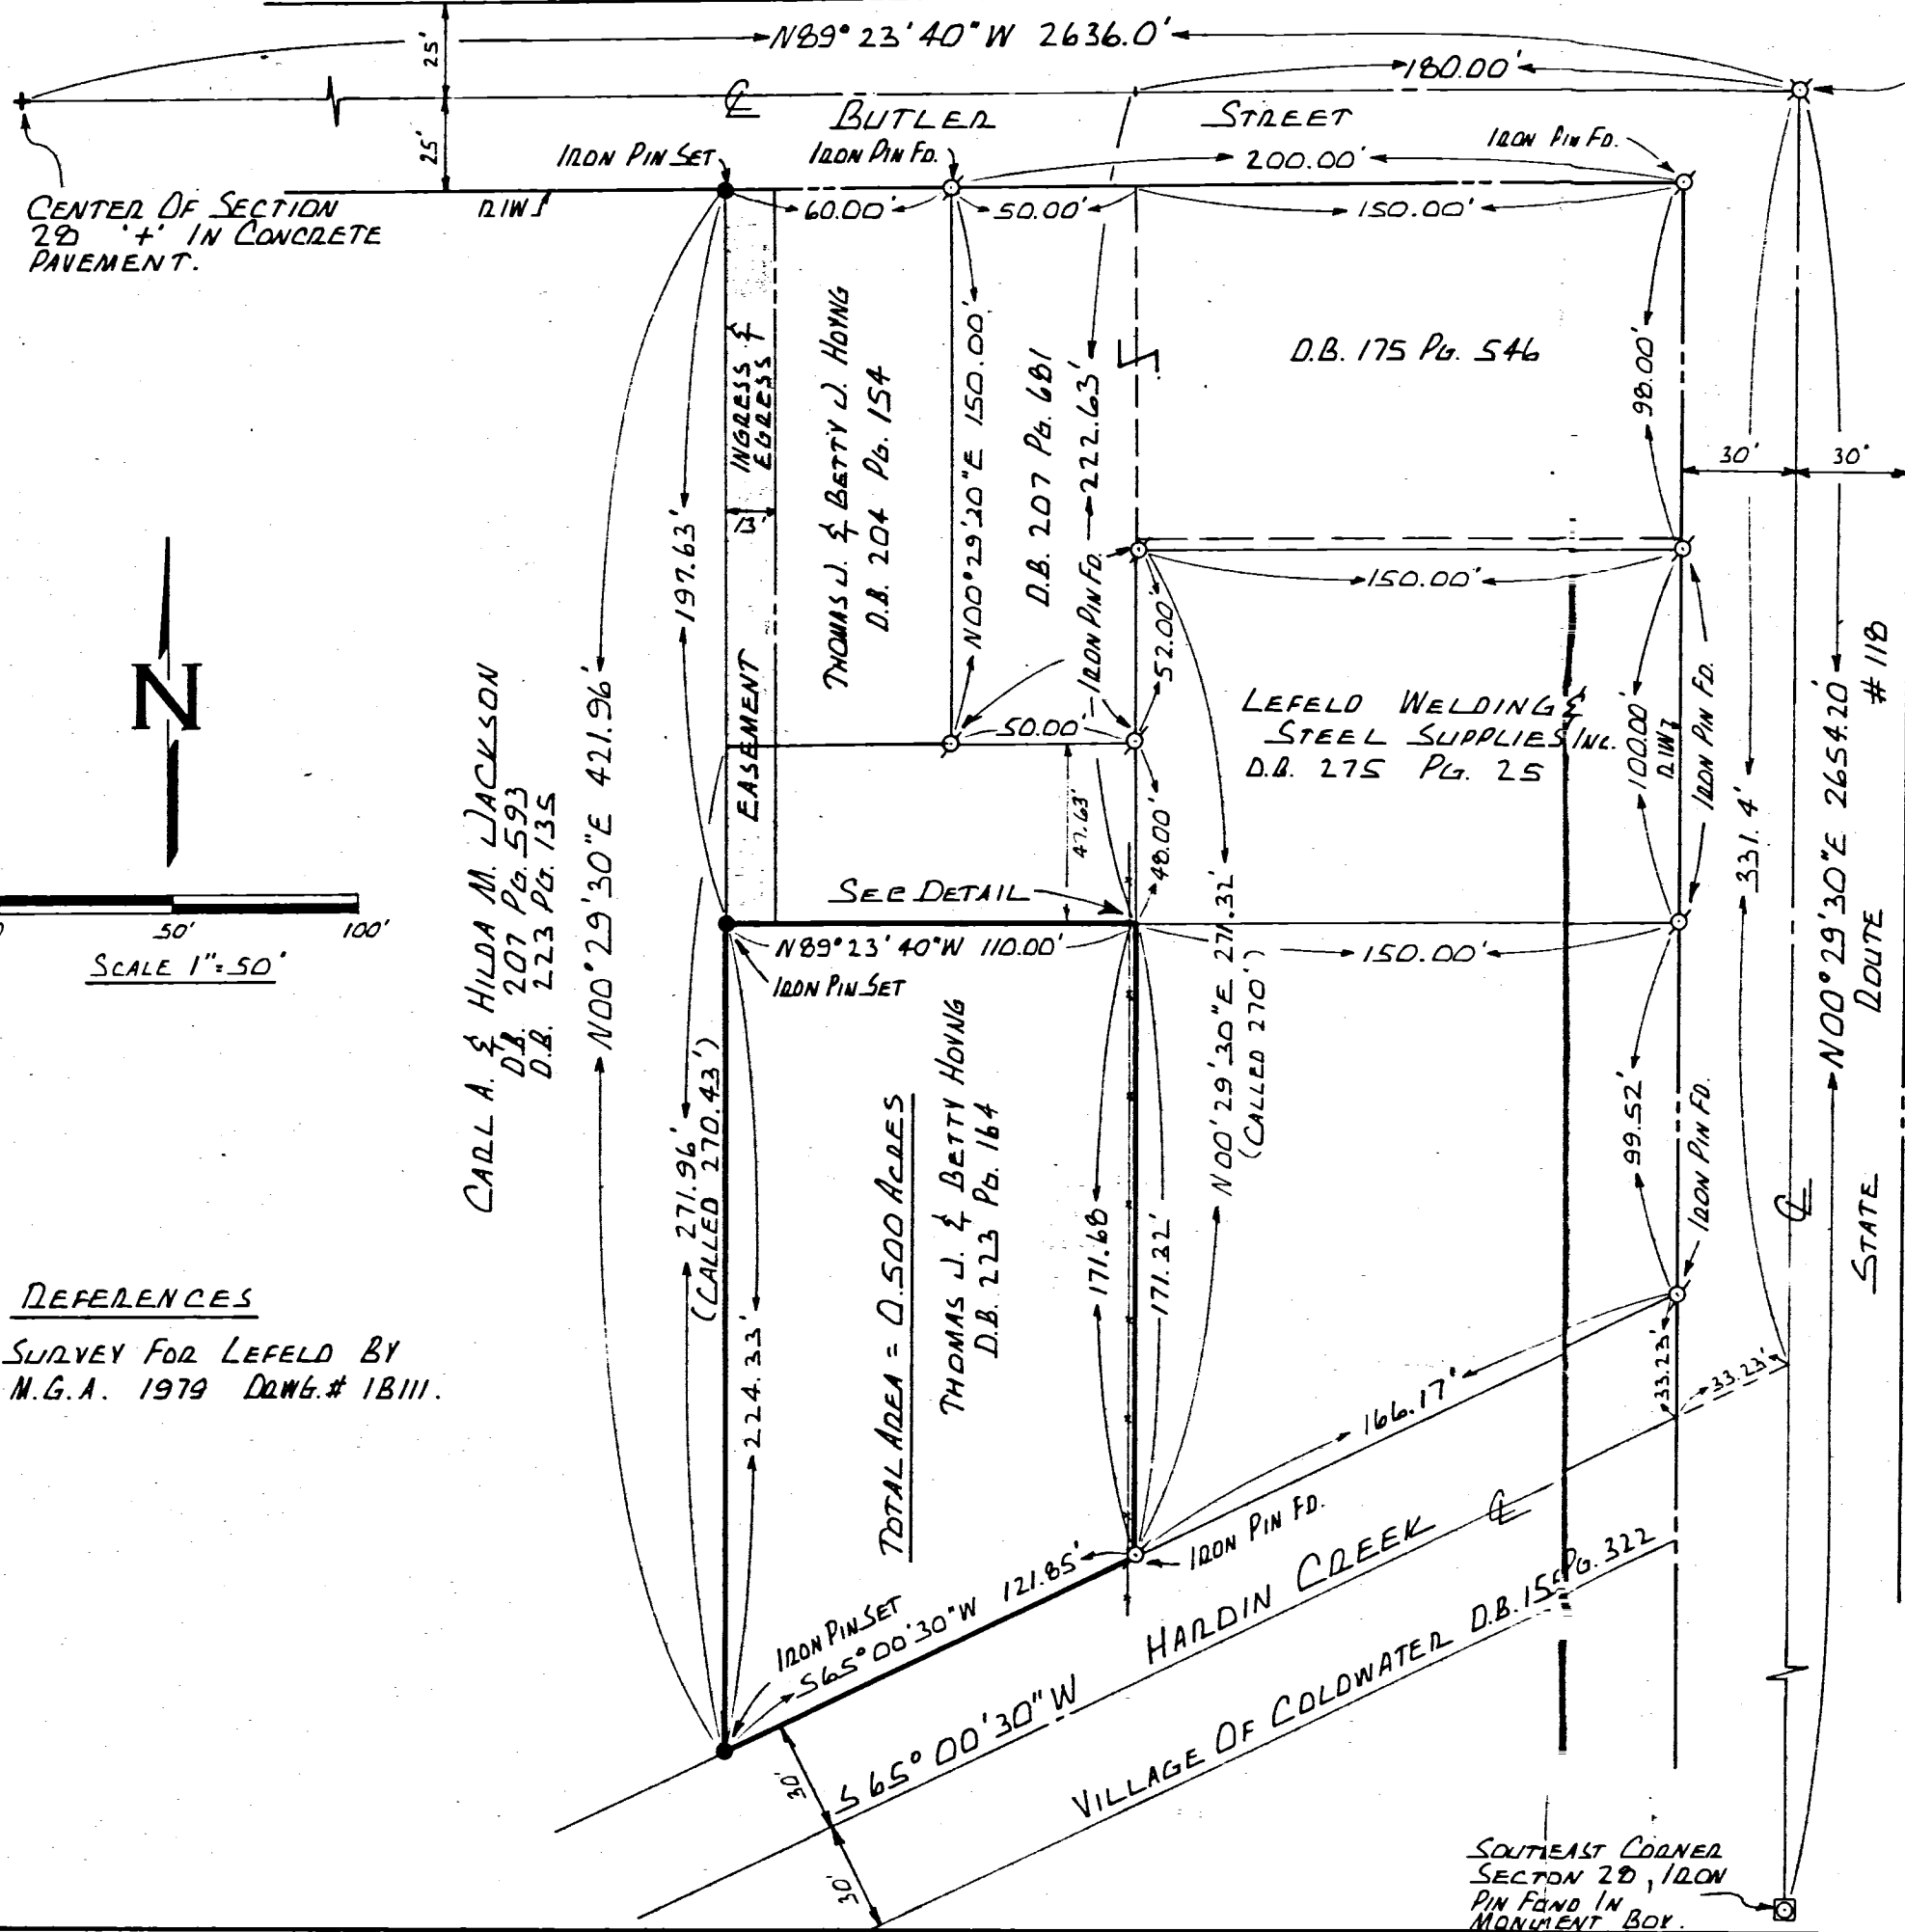 N89° 23' 40" W 2636.0'
180.00'
25'
25'
℄
BUTLER STREET
IRON PIN SET
IRON PIN FD.
200.00'
IRON PIN FD.
CENTER OF SECTION
28 '+' IN CONCRETE
PAVEMENT.
R/W
60.00'
50.00'
150.00'
INGRESS &
EGRESS
EASEMENT
13'
197.63'
THOMAS J. & BETTY J. HOYNG
D.B. 204 PG. 154
N00° 29' 30" E 150.00'
D.B. 207 PG. 681
IRON PIN FD.
222.63'
D.B. 175 PG. 546
98.00'
30'
30'
150.00'
52.00'
LEFELD WELDING &
STEEL SUPPLIES INC.
D.B. 275 PG. 25
100.00'
R/W
IRON PIN FD.
331.4'
N00° 29' 30" E 2654.20'
STATE ROUTE #118
N
0 50' 100'
SCALE 1"=50'
CARL A. & HILDA M. JACKSON
D.B. 207 PG. 593
D.B. 223 PG. 135
N00° 29' 30" E 421.96'
50.00'
47.63'
48.00'
SEE DETAIL
N89° 23' 40" W 110.00'
IRON PIN SET
150.00'
271.96'
(CALLED 270.43')
224.33'
TOTAL AREA = 0.500 ACRES
THOMAS J. & BETTY HOYNG
D.B. 223 PG. 164
171.68'
171.32'
N00° 29' 30" E 271.32'
(CALLED 270')
99.52'
IRON PIN FD.
℄
33.23'
33.23'
166.17'
REFERENCES
SURVEY FOR LEFELD BY
M.G.A. 1979 DRWG.# 1B111.
IRON PIN FD.
IRON PIN SET
S65° 00' 30" W 121.85'
HARDIN CREEK ℄
S65° 00' 30" W
VILLAGE OF COLDWATER D.B. 155 PG. 322
30'
30'
SOUTEAST CORNER
SECTON 28, IRON
PIN FOND IN
MONUMENT BOX.